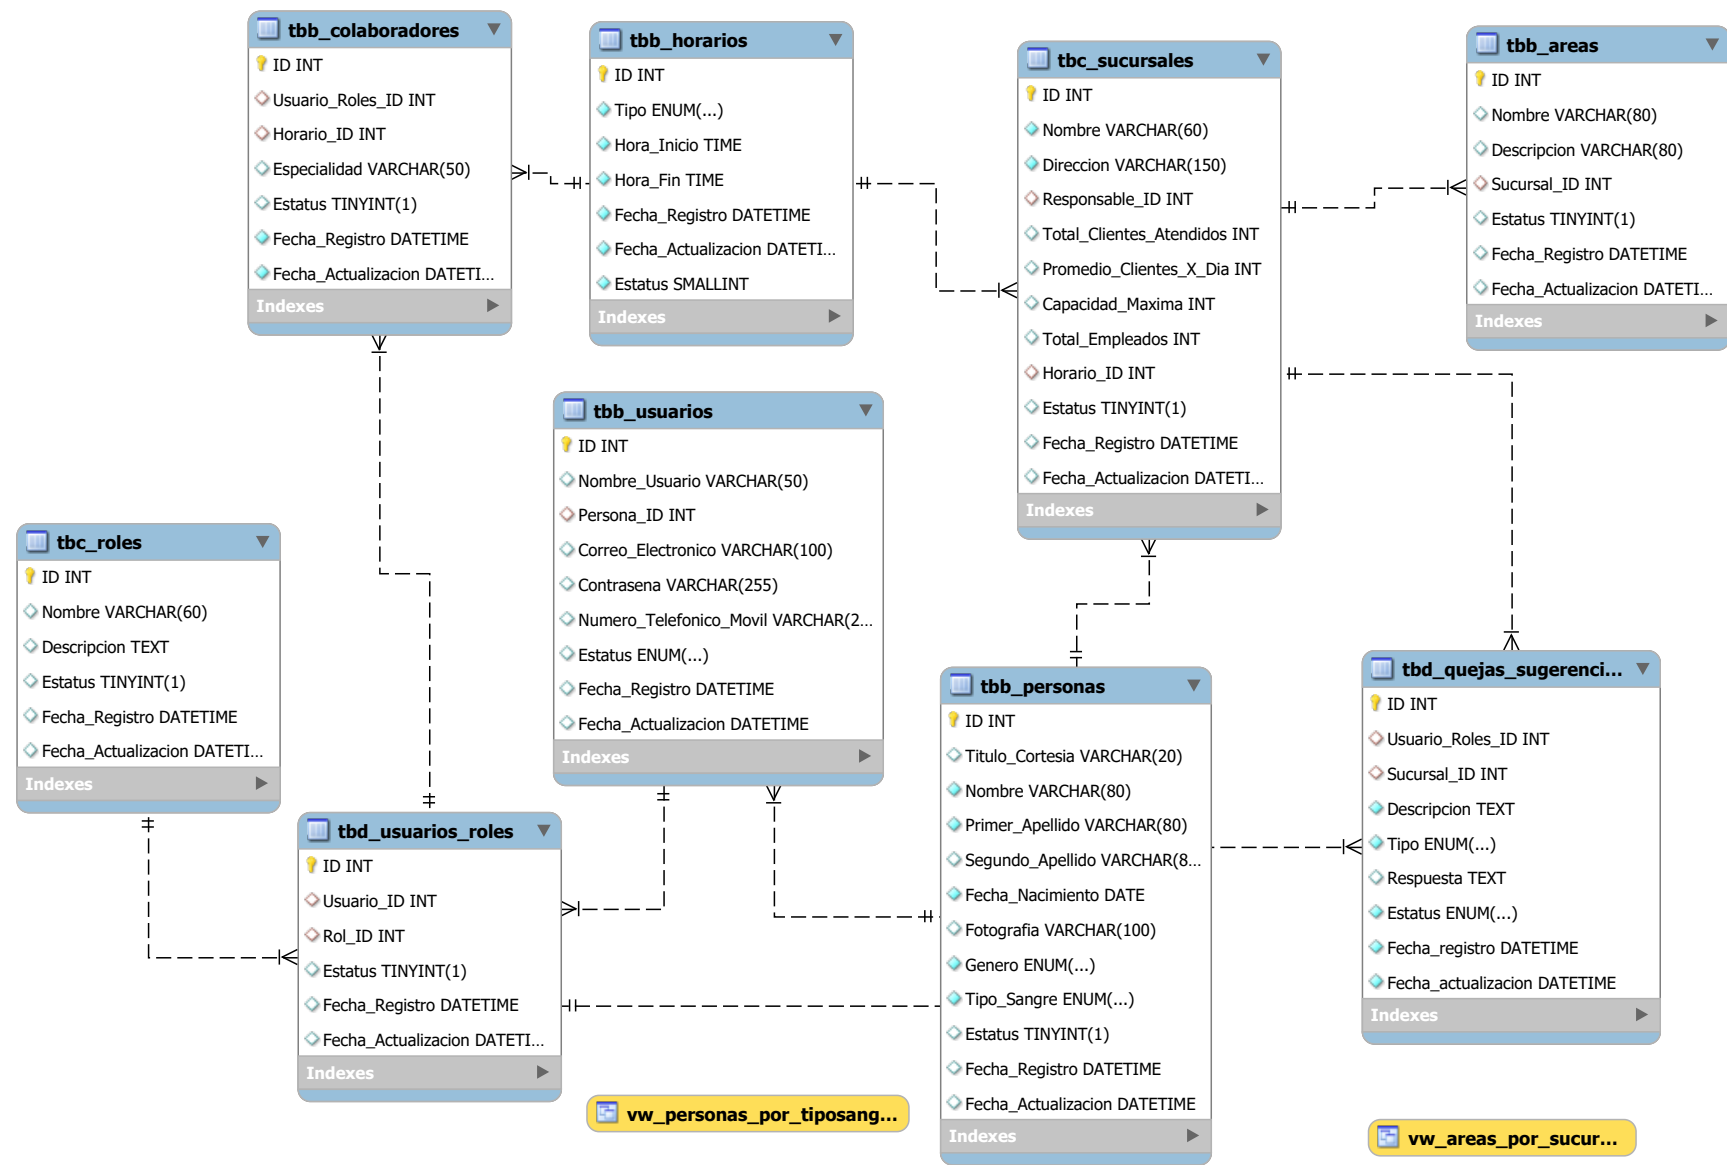 tbb_colaboradores
ID INT
Usuario_Roles_ID INT
Horario_ID INT
Especialidad VARCHAR(50)
Estatus TINYINT(1)
Fecha_Registro DATETIME
Fecha_Actualizacion DATETI...
Indexes
tbb_horarios
ID INT
Tipo ENUM(...)
Hora_Inicio TIME
Hora_Fin TIME
Fecha_Registro DATETIME
Fecha_Actualizacion DATETI...
Estatus SMALLINT
Indexes
tbc_sucursales
ID INT
Nombre VARCHAR(60)
Direccion VARCHAR(150)
Responsable_ID INT
Total_Clientes_Atendidos INT
Promedio_Clientes_X_Dia INT
Capacidad_Maxima INT
Total_Empleados INT
Horario_ID INT
Estatus TINYINT(1)
Fecha_Registro DATETIME
Fecha_Actualizacion DATETI...
Indexes
tbb_areas
ID INT
Nombre VARCHAR(80)
Descripcion VARCHAR(80)
Sucursal_ID INT
Estatus TINYINT(1)
Fecha_Registro DATETIME
Fecha_Actualizacion DATETI...
Indexes
tbb_usuarios
ID INT
Nombre_Usuario VARCHAR(50)
Persona_ID INT
Correo_Electronico VARCHAR(100)
Contrasena VARCHAR(255)
Numero_Telefonico_Movil VARCHAR(2...
Estatus ENUM(...)
Fecha_Registro DATETIME
Fecha_Actualizacion DATETIME
Indexes
tbc_roles
ID INT
Nombre VARCHAR(60)
Descripcion TEXT
Estatus TINYINT(1)
Fecha_Registro DATETIME
Fecha_Actualizacion DATETI...
Indexes
tbd_usuarios_roles
ID INT
Usuario_ID INT
Rol_ID INT
Estatus TINYINT(1)
Fecha_Registro DATETIME
Fecha_Actualizacion DATETI...
Indexes
tbb_personas
ID INT
Titulo_Cortesia VARCHAR(20)
Nombre VARCHAR(80)
Primer_Apellido VARCHAR(80)
Segundo_Apellido VARCHAR(8...
Fecha_Nacimiento DATE
Fotografia VARCHAR(100)
Genero ENUM(...)
Tipo_Sangre ENUM(...)
Estatus TINYINT(1)
Fecha_Registro DATETIME
Fecha_Actualizacion DATETIME
Indexes
tbd_quejas_sugerenci...
ID INT
Usuario_Roles_ID INT
Sucursal_ID INT
Descripcion TEXT
Tipo ENUM(...)
Respuesta TEXT
Estatus ENUM(...)
Fecha_registro DATETIME
Fecha_actualizacion DATETIME
Indexes
vw_personas_por_tiposang...
vw_areas_por_sucur...